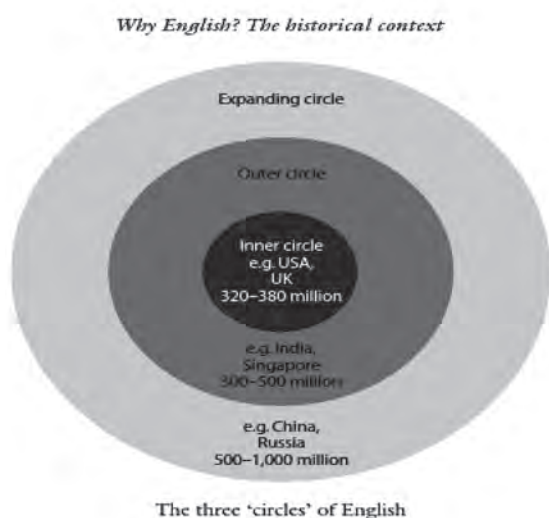 Why English? The historical context
Expanding circle
Outer circle
Inner circle
e.g. USA,
UK
320–380 million
e.g. India,
Singapore
300–500 million
e.g. China,
Russia
500–1,000 million
The three ‘circles’ of English